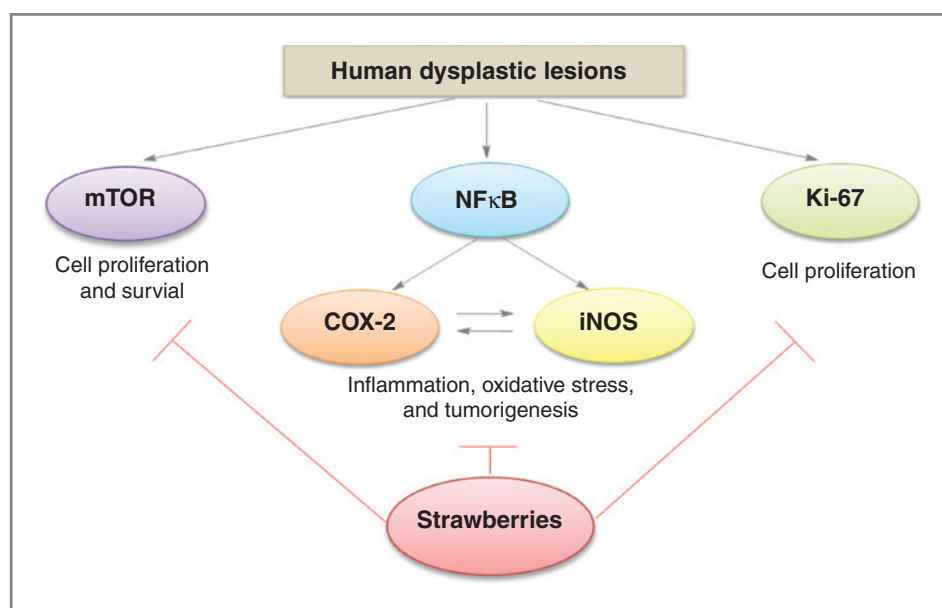 Human dysplastic lesions
mTOR
NFκB
Ki-67
Cell proliferation
and survial
Cell proliferation
COX-2
iNOS
Inflammation, oxidative stress,
and tumorigenesis
Strawberries